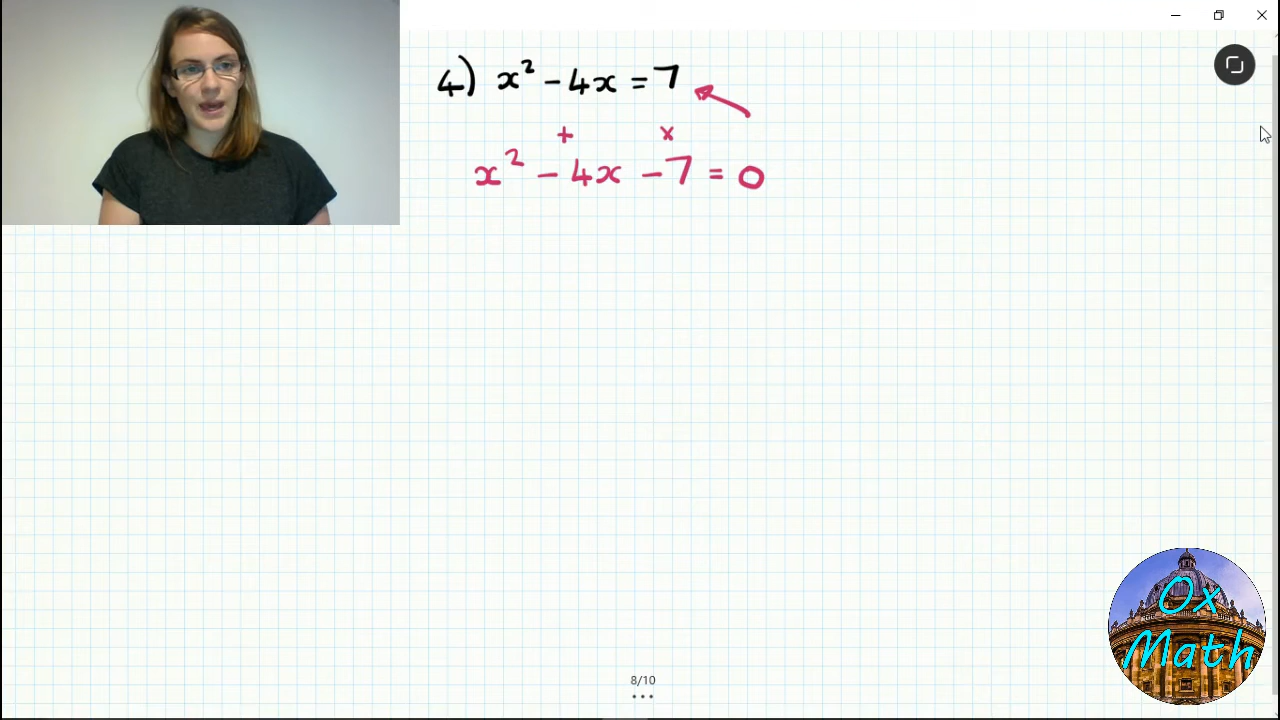 4) x² - 4x = 7
+ x
x² - 4x - 7 = 0
Ox
Math
8/10